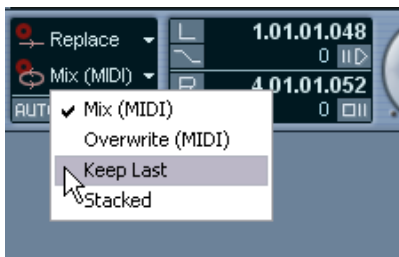 Replace
L 1.01.01.048
0
Mix (MIDI)
R 4.01.01.052
AUT
0
Mix (MIDI)
Overwrite (MIDI)
Keep Last
Stacked